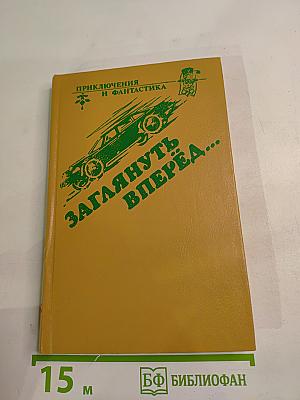 ПРИКЛЮЧЕНИЯ
И ФАНТАСТИКА
ЗАГЛЯНУТЬ
ВПЕРЁД...
15 м
БФ БИБЛИОФАН